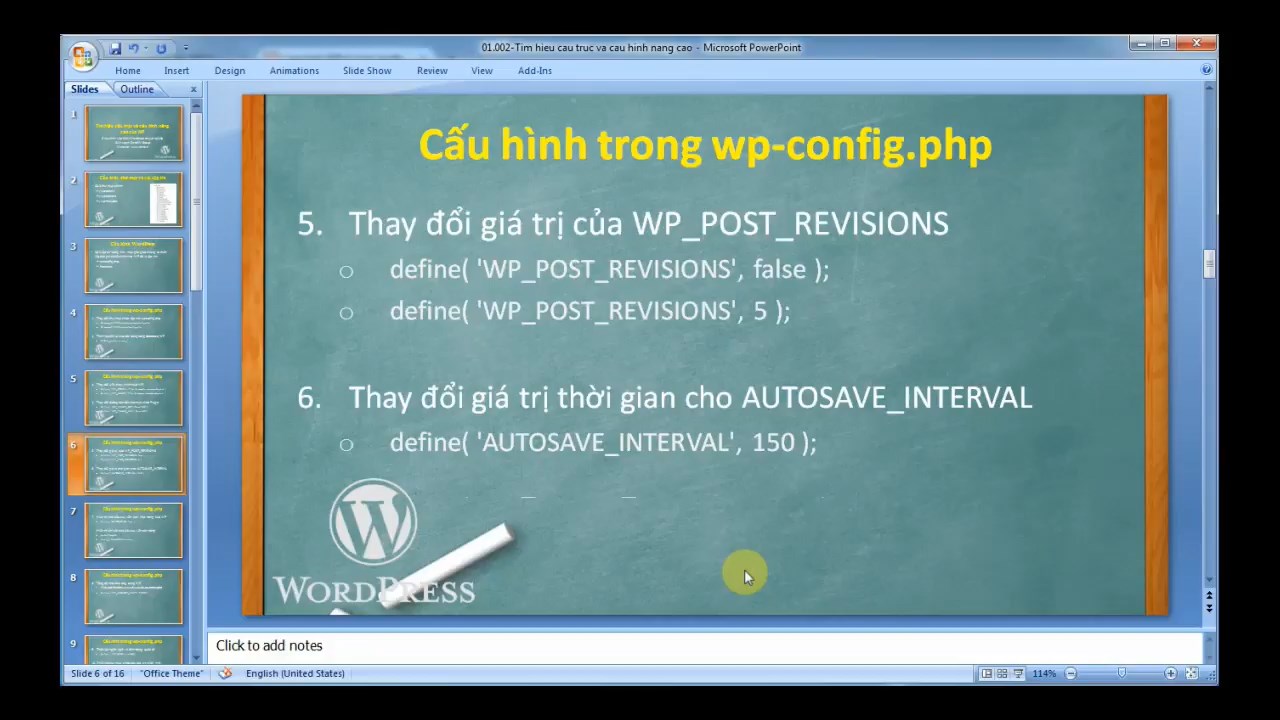 01.002-Tim hieu cau truc va cau hinh nang cao - Microsoft PowerPoint
Home Insert Design Animations Slide Show Review View Add-Ins
Slides Outline
Cấu hình trong wp-config.php
5. Thay đổi giá trị của WP_POST_REVISIONS
o define( 'WP_POST_REVISIONS', false );
o define( 'WP_POST_REVISIONS', 5 );
6. Thay đổi giá trị thời gian cho AUTOSAVE_INTERVAL
o define( 'AUTOSAVE_INTERVAL', 150 );
WORDPRESS
1
2
3
4
5
6
7
8
9
Click to add notes
Slide 6 of 16 "Office Theme" English (United States) 114%